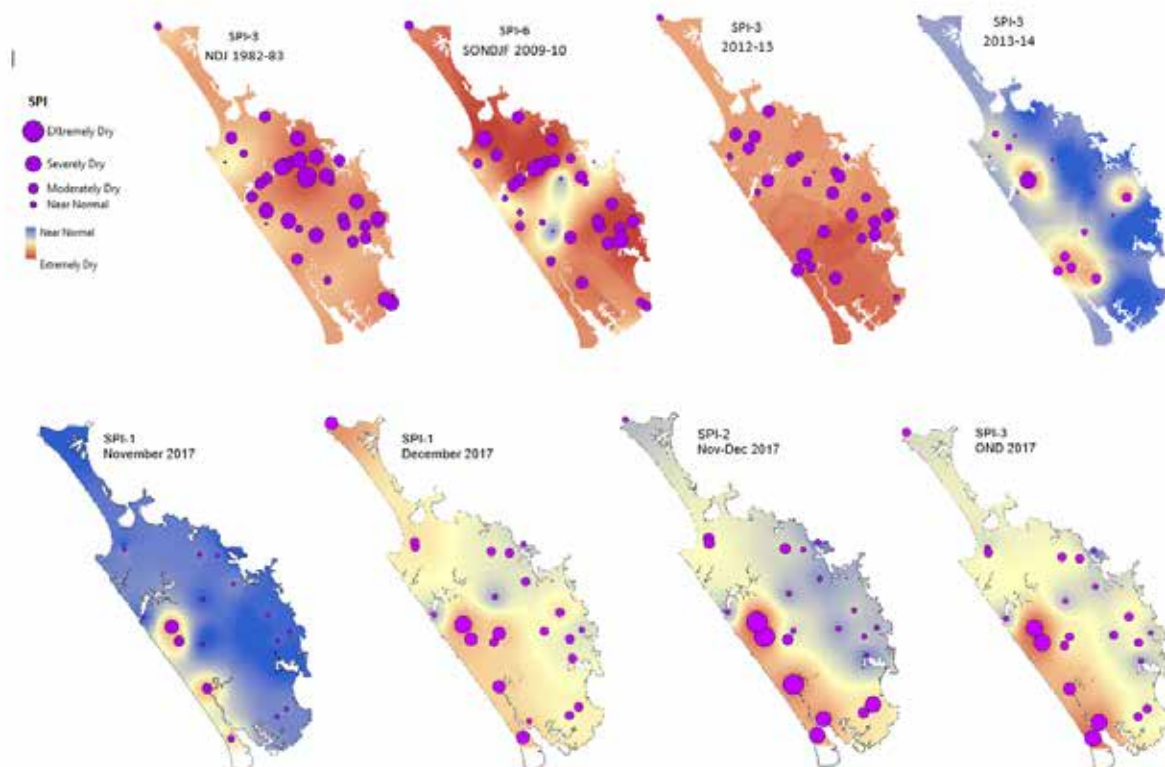 SPI-3
NDJ 1982-83
SPI-6
SONDJF 2009-10
SPI-3
2012-13
SPI-3
2013-14
SPI
EXtremely Dry
Severely Dry
Moderately Dry
Near Normal
Near Normal
Extremely Dry
SPI-1
November 2017
SPI-1
December 2017
SPI-2
Nov-Dec 2017
SPI-3
OND 2017